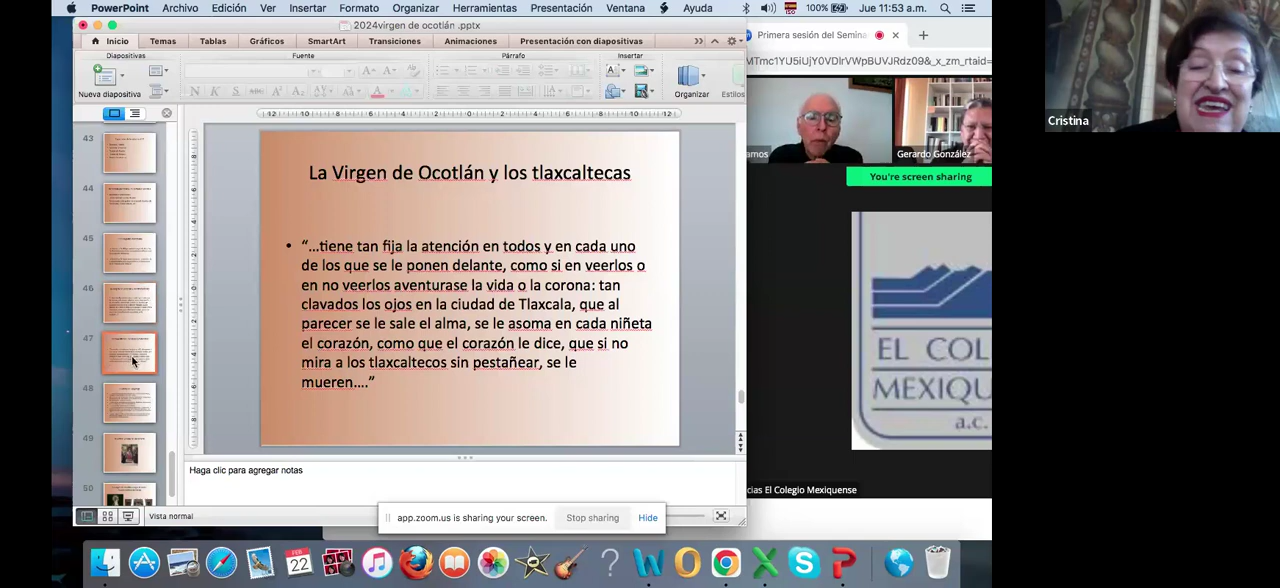 PowerPoint Archivo Edición Ver Insertar Formato Organizar Herramientas Presentación Ventana Ayuda 100% Jue 11:53 a.m.
2024virgen de ocotlán .pptx
Inicio Temas Tablas Gráficos SmartArt Transiciones Animaciones Presentación con diapositivas
Diapositivas Fuente Párrafo Insertar
Nueva diapositiva Organizar Estilos
Primera sesión del Semina
MTmc1YU5iUjY0VDlrVWpBUVJRdz09&_x_zm_rtaid=
Cristina
amos
Gerardo González
You're screen sharing
43
44
45
46
47
48
49
50
La Virgen de Ocotlán y los tlaxcaltecas
• “…tiene tan fija la atención en todos y en cada uno
de los que se le ponen delante, como si en veerlos o
en no veerlos aventurase la vida o la corona: tan
clavados los ojos en la ciudad de Tlaxca, que al
parecer se le sale el alma, se le asoma en cada niñeta
el corazón, como que el corazón le dice, que si no
mira a los tlaxcaltecos sin pestañear, se le
mueren….”
EL COL
MEXIQUE
a.c.
Haga clic para agregar notas
cias El Colegio Mexiquense
Vista normal
app.zoom.us is sharing your screen. Stop sharing Hide
FEB
22